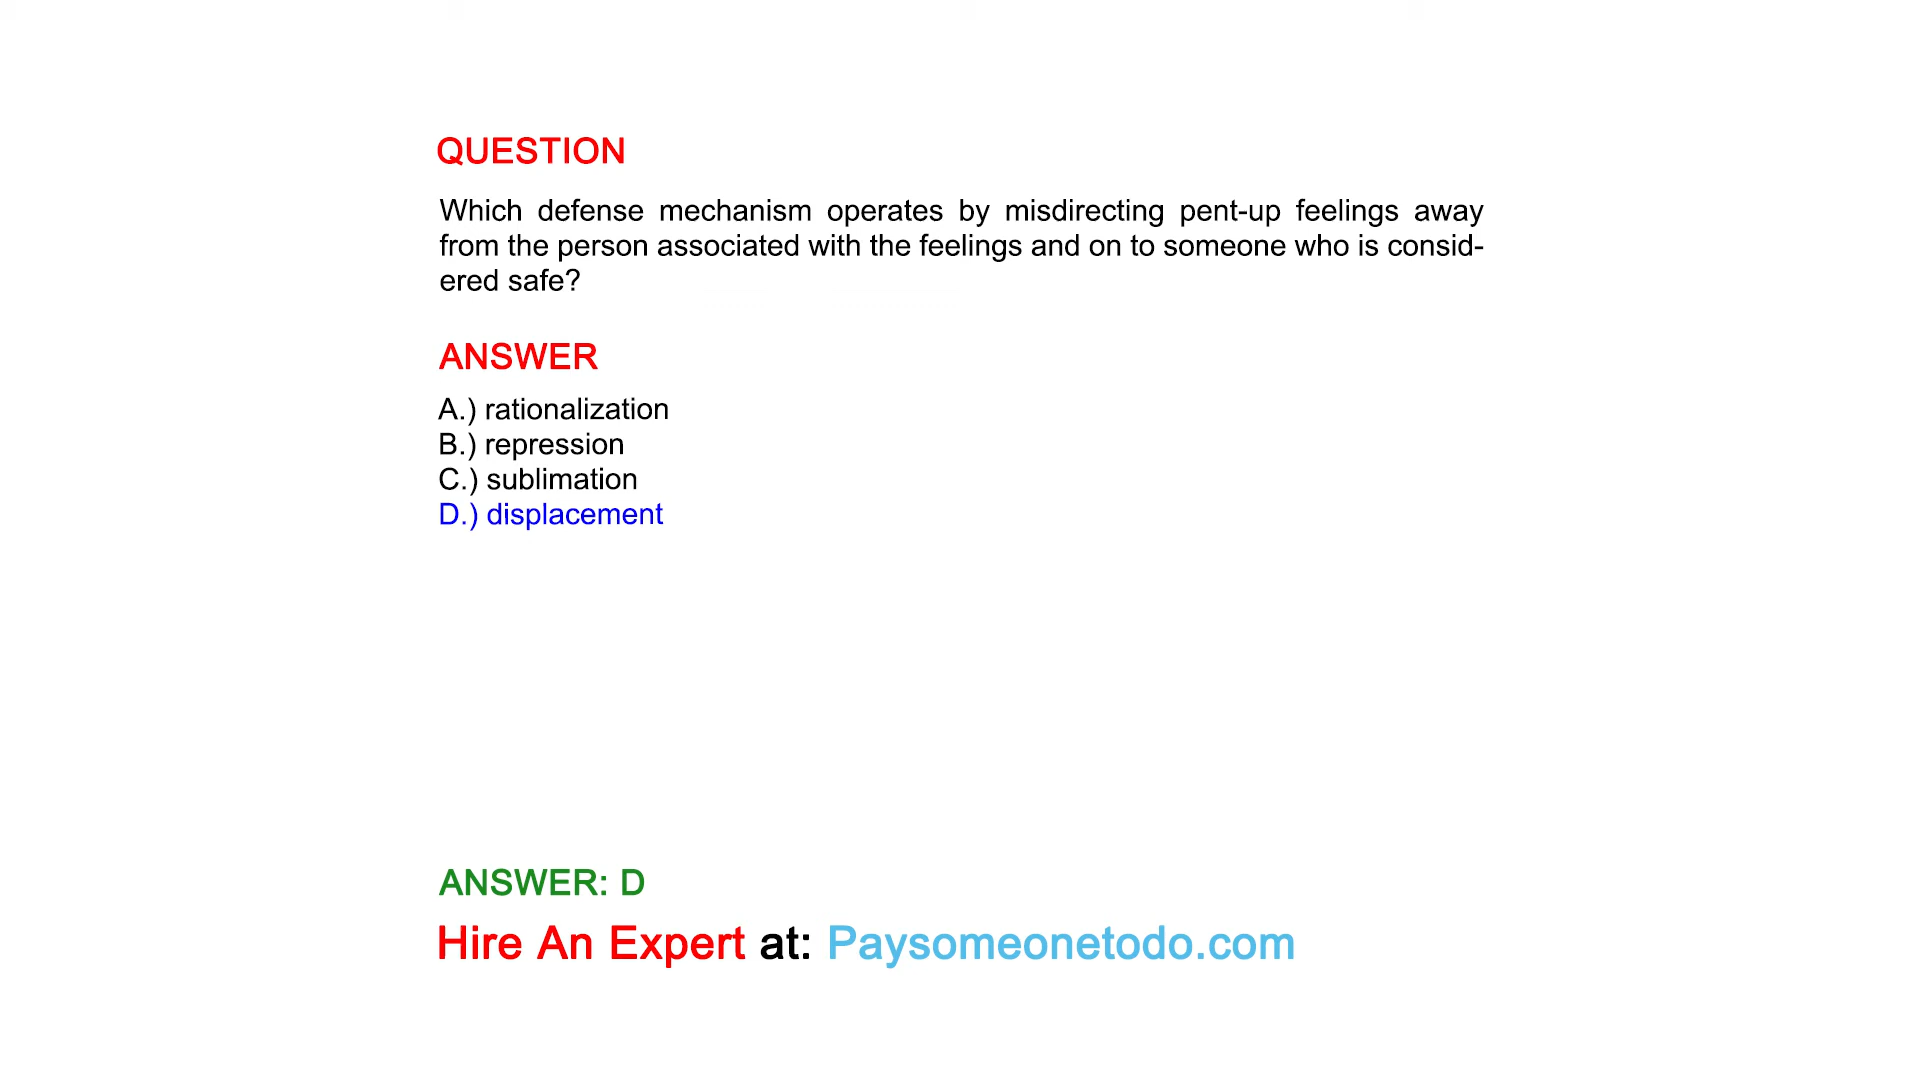 QUESTION
Which defense mechanism operates by misdirecting pent-up feelings away
from the person associated with the feelings and on to someone who is consid-
ered safe?
ANSWER
A.) rationalization
B.) repression
C.) sublimation
D.) displacement
ANSWER: D
Hire An Expert at: Paysomeonetodo.com